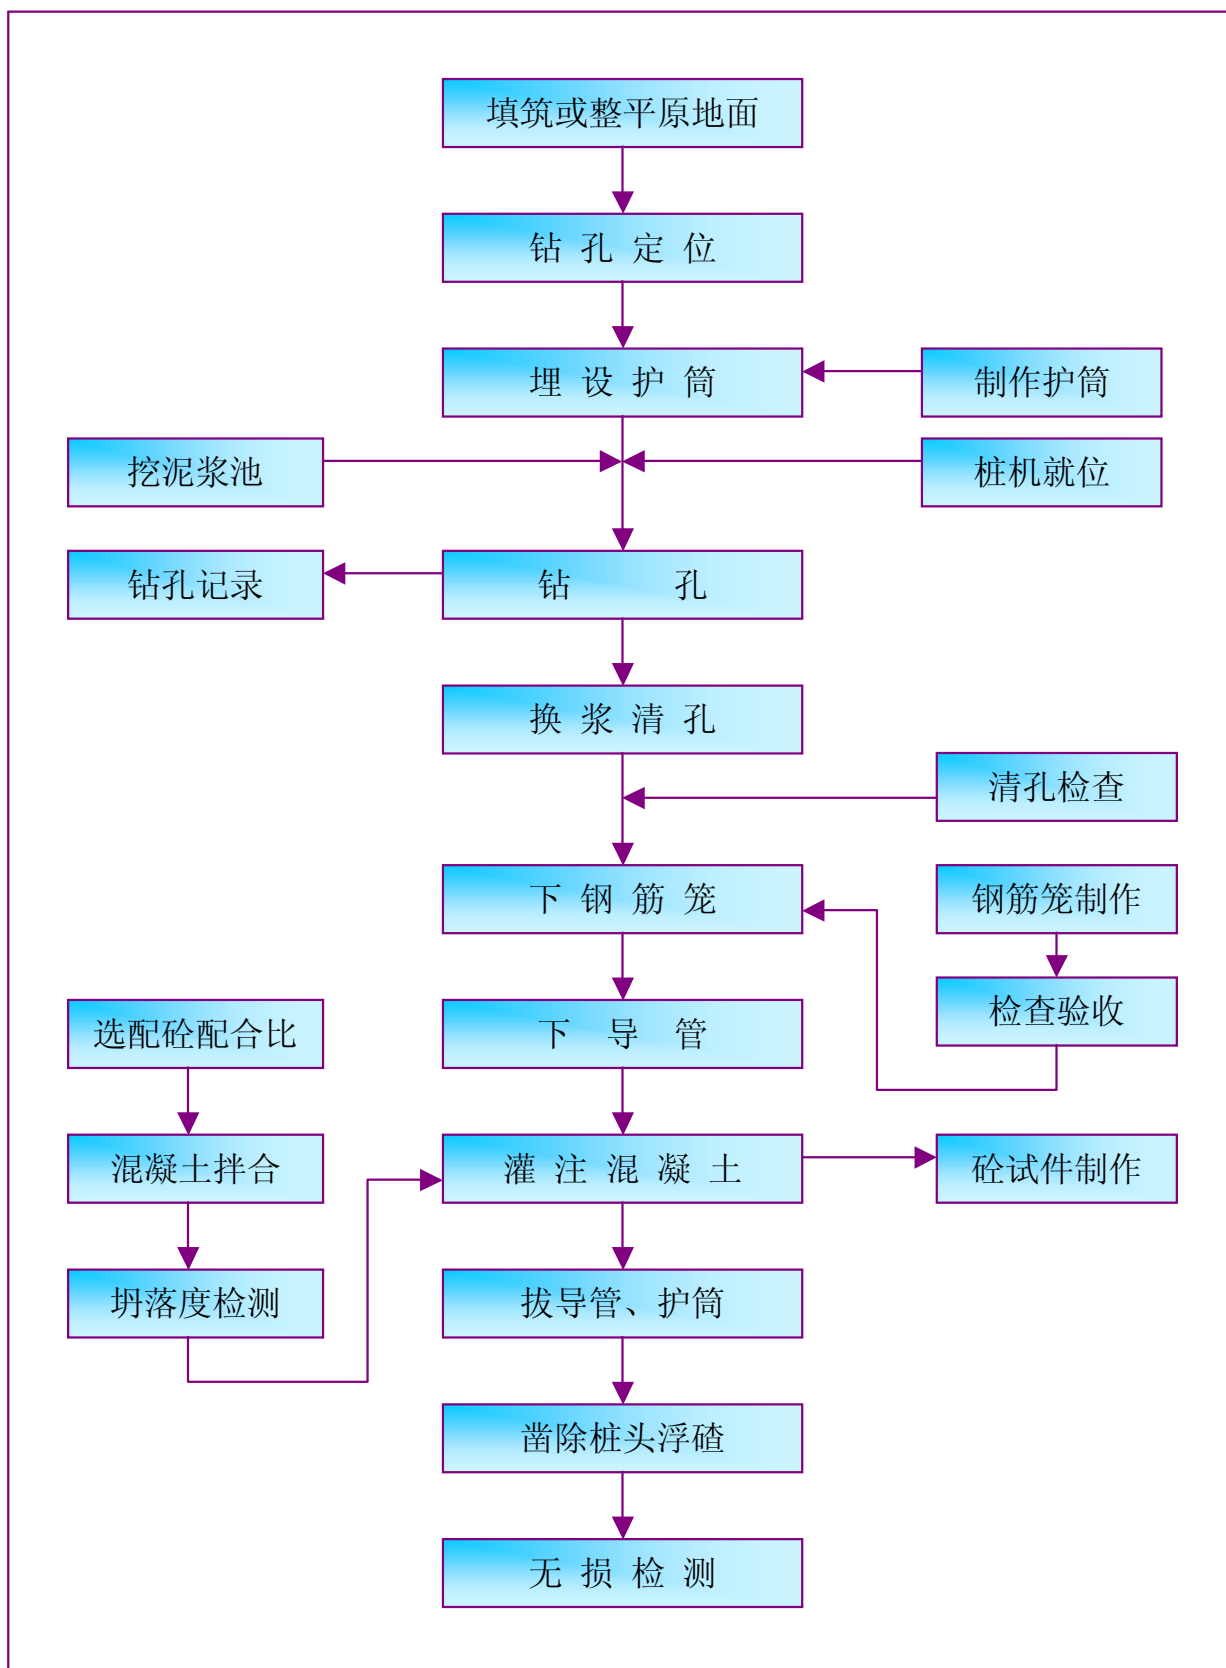 填筑或整平原地面
钻 孔 定 位
埋 设 护 筒
制作护筒
挖泥浆池
桩机就位
钻孔记录
钻 孔
换 浆 清 孔
清孔检查
下 钢 筋 笼
钢筋笼制作
选配砼配合比
下 导 管
检查验收
混凝土拌合
灌 注 混 凝 土
砼试件制作
坍落度检测
拔导管、护筒
凿除桩头浮碴
无 损 检 测